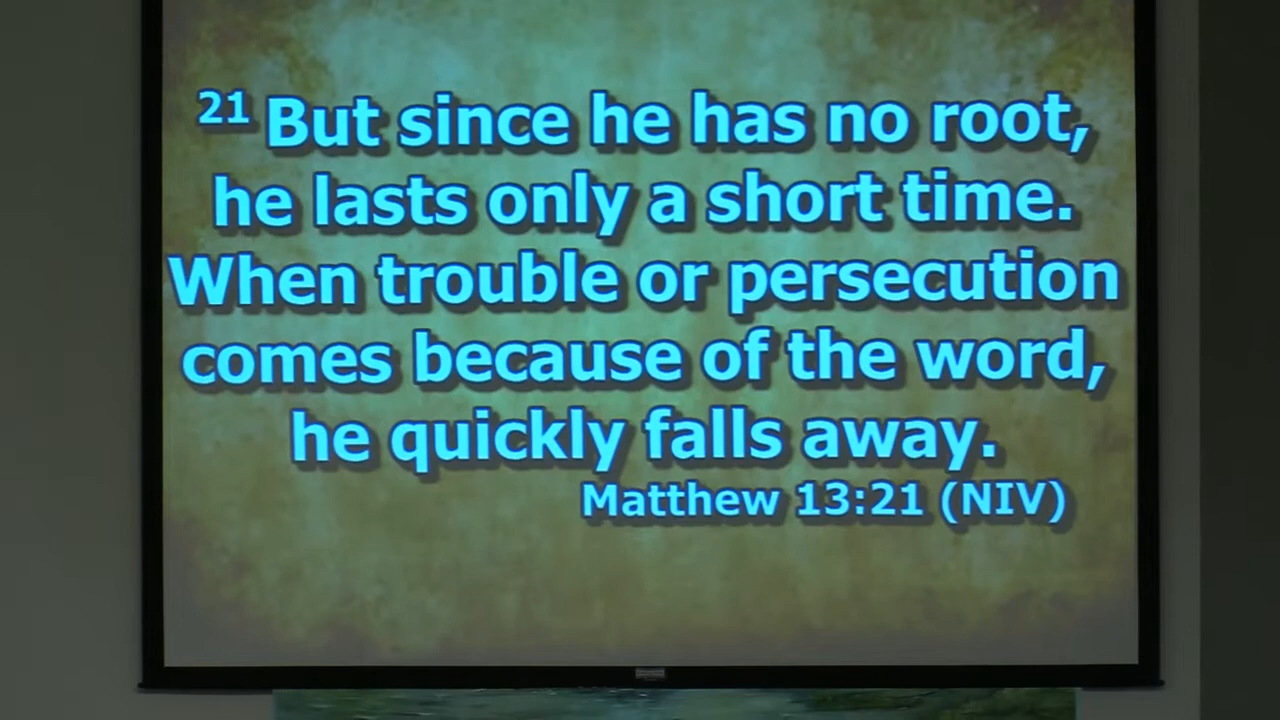 21 But since he has no root,
he lasts only a short time.
When trouble or persecution
comes because of the word,
he quickly falls away.
Matthew 13:21 (NIV)